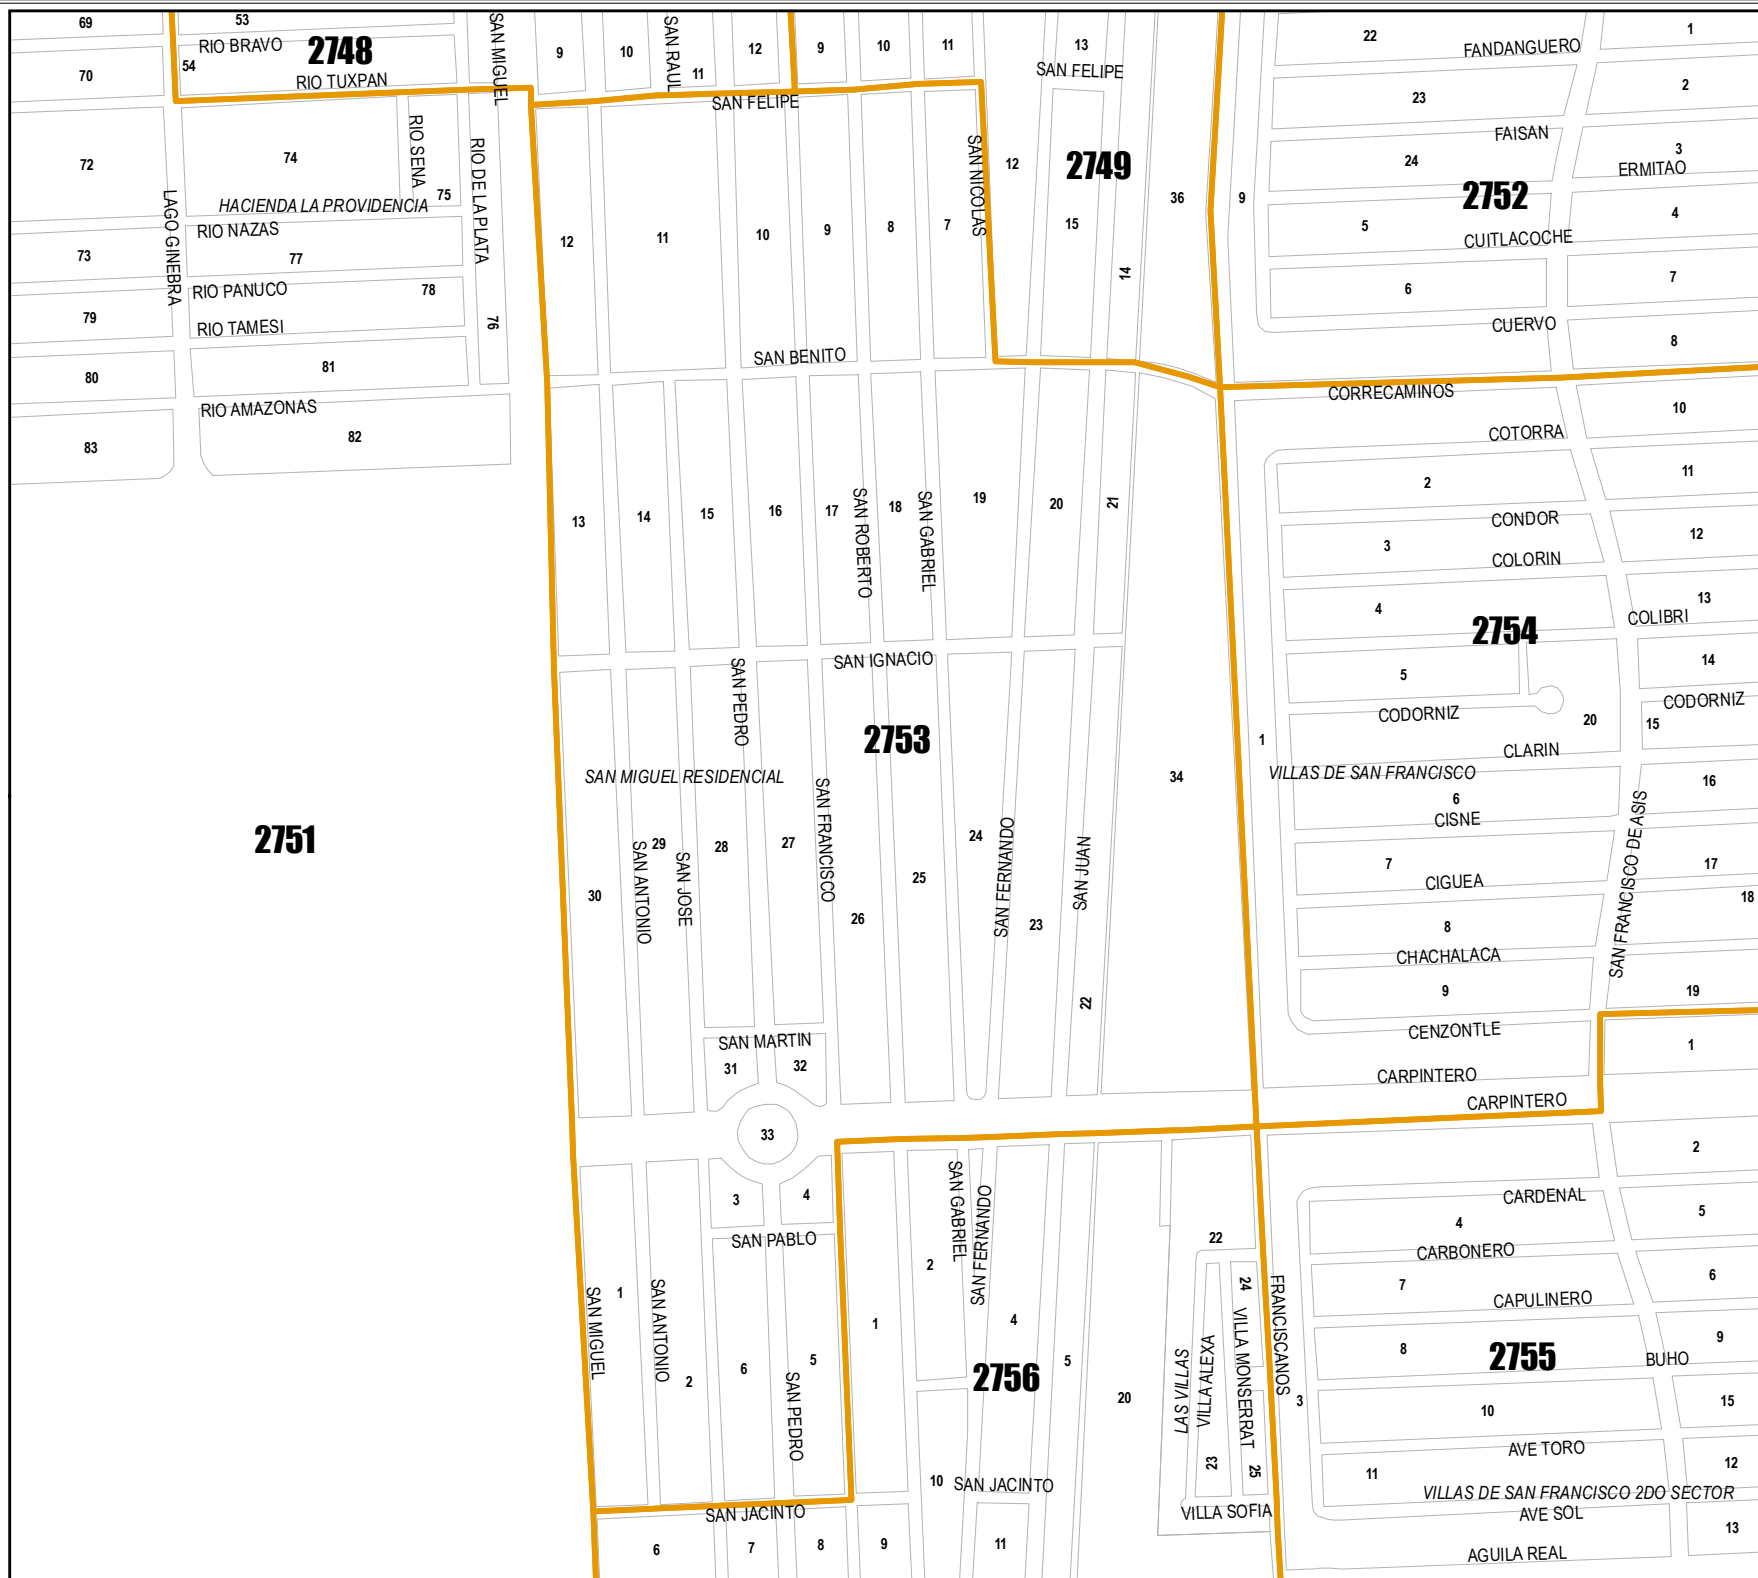 69
53
RIO BRAVO
2748
54
70
RIO TUXPAN
SAN MIGUEL
9
10
SAN RAUL
11
12
9
10
11
13
SAN FELIPE
22
FANDANGUERO
1
23
2
SAN FELIPE
72
74
RIO SENA
75
RIO DE LA PLATA
HACIENDA LA PROVIDENCIA
LAGO GINEBRA
RIO NAZAS
73
77
RIO PANUCO
78
79
RIO TAMESI
76
80
81
RIO AMAZONAS
83
82
12
11
10
9
8
7
SAN NICOLAS
12
2749
15
14
36
9
FAISAN
24
3
ERMITAO
2752
5
4
CUITLACOCHE
6
7
CUERVO
8
SAN BENITO
CORRECAMINOS
10
COTORRA
2
11
CONDOR
12
3
COLORIN
4
13
COLIBRI
2754
14
5
CODORNIZ
CODORNIZ
20
15
1
CLARIN
VILLAS DE SAN FRANCISCO
6
16
CISNE
SAN FRANCISCO DE ASIS
7
17
CIGUEA
18
8
CHACHALACA
9
19
CENZONTLE
1
CARPINTERO
CARPINTERO
13
14
15
16
17
SAN ROBERTO
18
SAN GABRIEL
19
20
21
SAN IGNACIO
SAN PEDRO
2753
SAN MIGUEL RESIDENCIAL
34
2751
30
SAN ANTONIO
29
SAN JOSE
28
27
SAN FRANCISCO
26
25
24
SAN FERNANDO
23
SAN JUAN
22
SAN MARTIN
31
32
33
3
4
SAN PABLO
SAN MIGUEL
1
SAN ANTONIO
2
6
5
SAN PEDRO
SAN JACINTO
6
7
8
9
1
2
SAN GABRIEL
SAN FERNANDO
4
2756
5
20
10
SAN JACINTO
11
22
24
LAS VILLAS
VILLA ALEXA
VILLA MONSERRAT
23
25
VILLA SOFIA
FRANCISCANOS
3
2
CARDENAL
4
5
CARBONERO
7
6
CAPULINERO
8
2755
9
BUHO
10
15
AVE TORO
11
12
VILLAS DE SAN FRANCISCO 2DO SECTOR
AVE SOL
13
AGUILA REAL